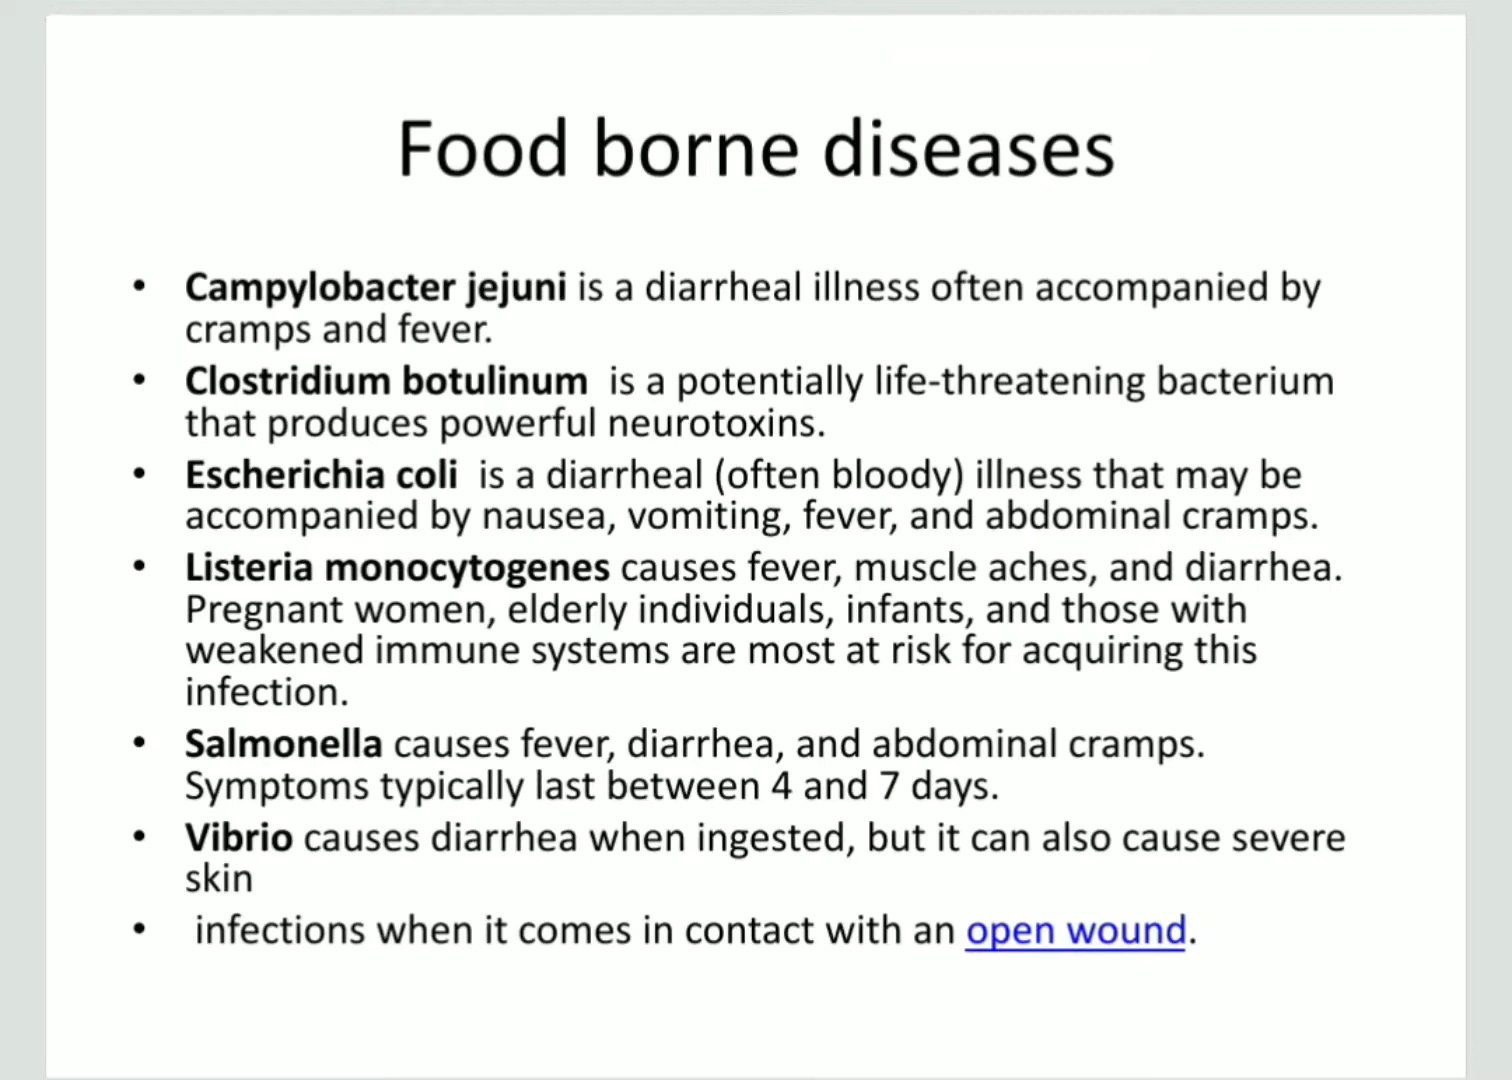 Food borne diseases
• Campylobacter jejuni is a diarrheal illness often accompanied by
cramps and fever.
• Clostridium botulinum  is a potentially life-threatening bacterium
that produces powerful neurotoxins.
• Escherichia coli  is a diarrheal (often bloody) illness that may be
accompanied by nausea, vomiting, fever, and abdominal cramps.
• Listeria monocytogenes causes fever, muscle aches, and diarrhea.
Pregnant women, elderly individuals, infants, and those with
weakened immune systems are most at risk for acquiring this
infection.
• Salmonella causes fever, diarrhea, and abdominal cramps.
Symptoms typically last between 4 and 7 days.
• Vibrio causes diarrhea when ingested, but it can also cause severe
skin
• infections when it comes in contact with an open wound.